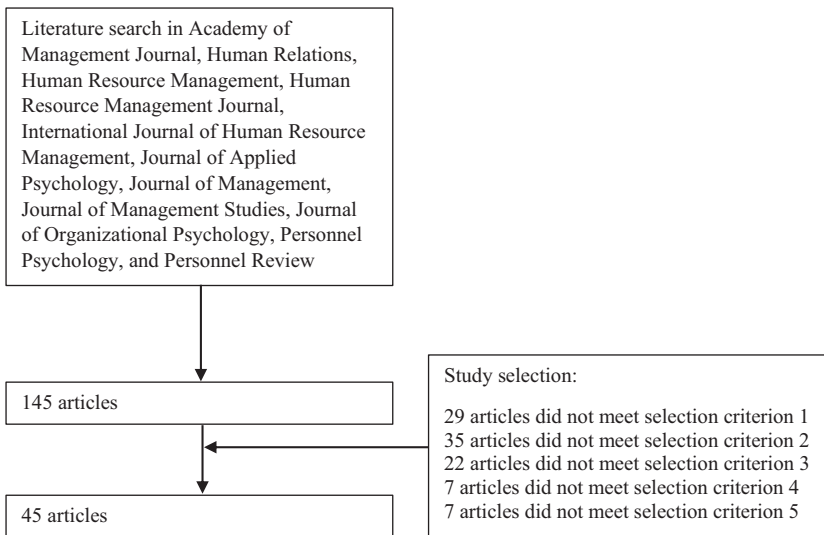 Literature search in Academy of
Management Journal, Human Relations,
Human Resource Management, Human
Resource Management Journal,
International Journal of Human Resource
Management, Journal of Applied
Psychology, Journal of Management,
Journal of Management Studies, Journal
of Organizational Psychology, Personnel
Psychology, and Personnel Review
145 articles
Study selection:
29 articles did not meet selection criterion 1
35 articles did not meet selection criterion 2
22 articles did not meet selection criterion 3
7 articles did not meet selection criterion 4
7 articles did not meet selection criterion 5
45 articles